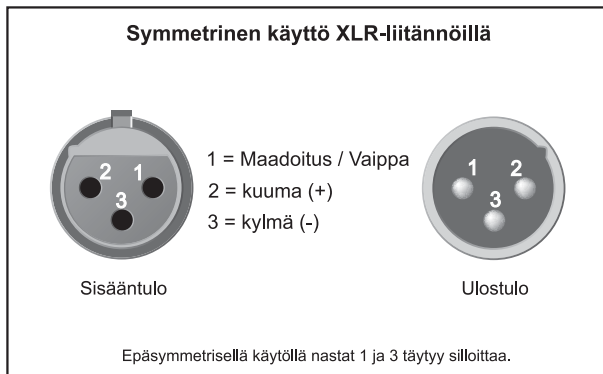 Symmetrinen käyttö XLR-liitännöillä
2 1
3
1 = Maadoitus / Vaippa
2 = kuuma (+)
3 = kylmä (-)
1 2
3
Sisääntulo
Ulostulo
Epäsymmetrisellä käytöllä nastat 1 ja 3 täytyy silloittaa.